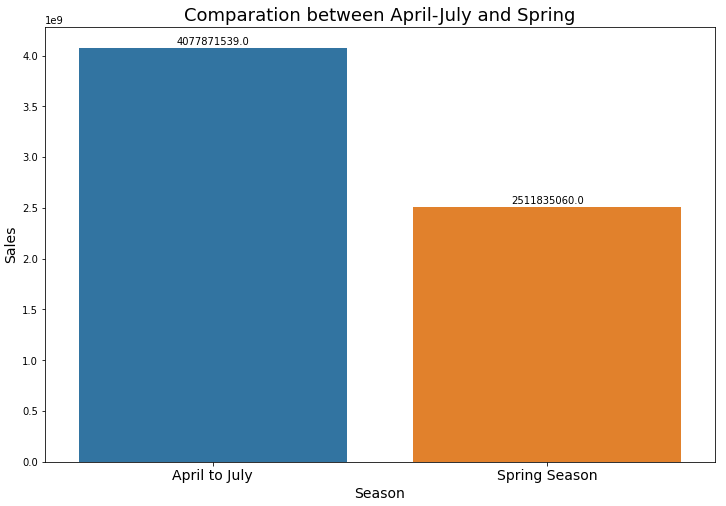 Comparation between April-July and Spring
1e9
4077871539.0
2511835060.0
4.0
3.5
3.0
2.5
2.0
1.5
1.0
0.5
0.0
Sales
April to July
Spring Season
Season